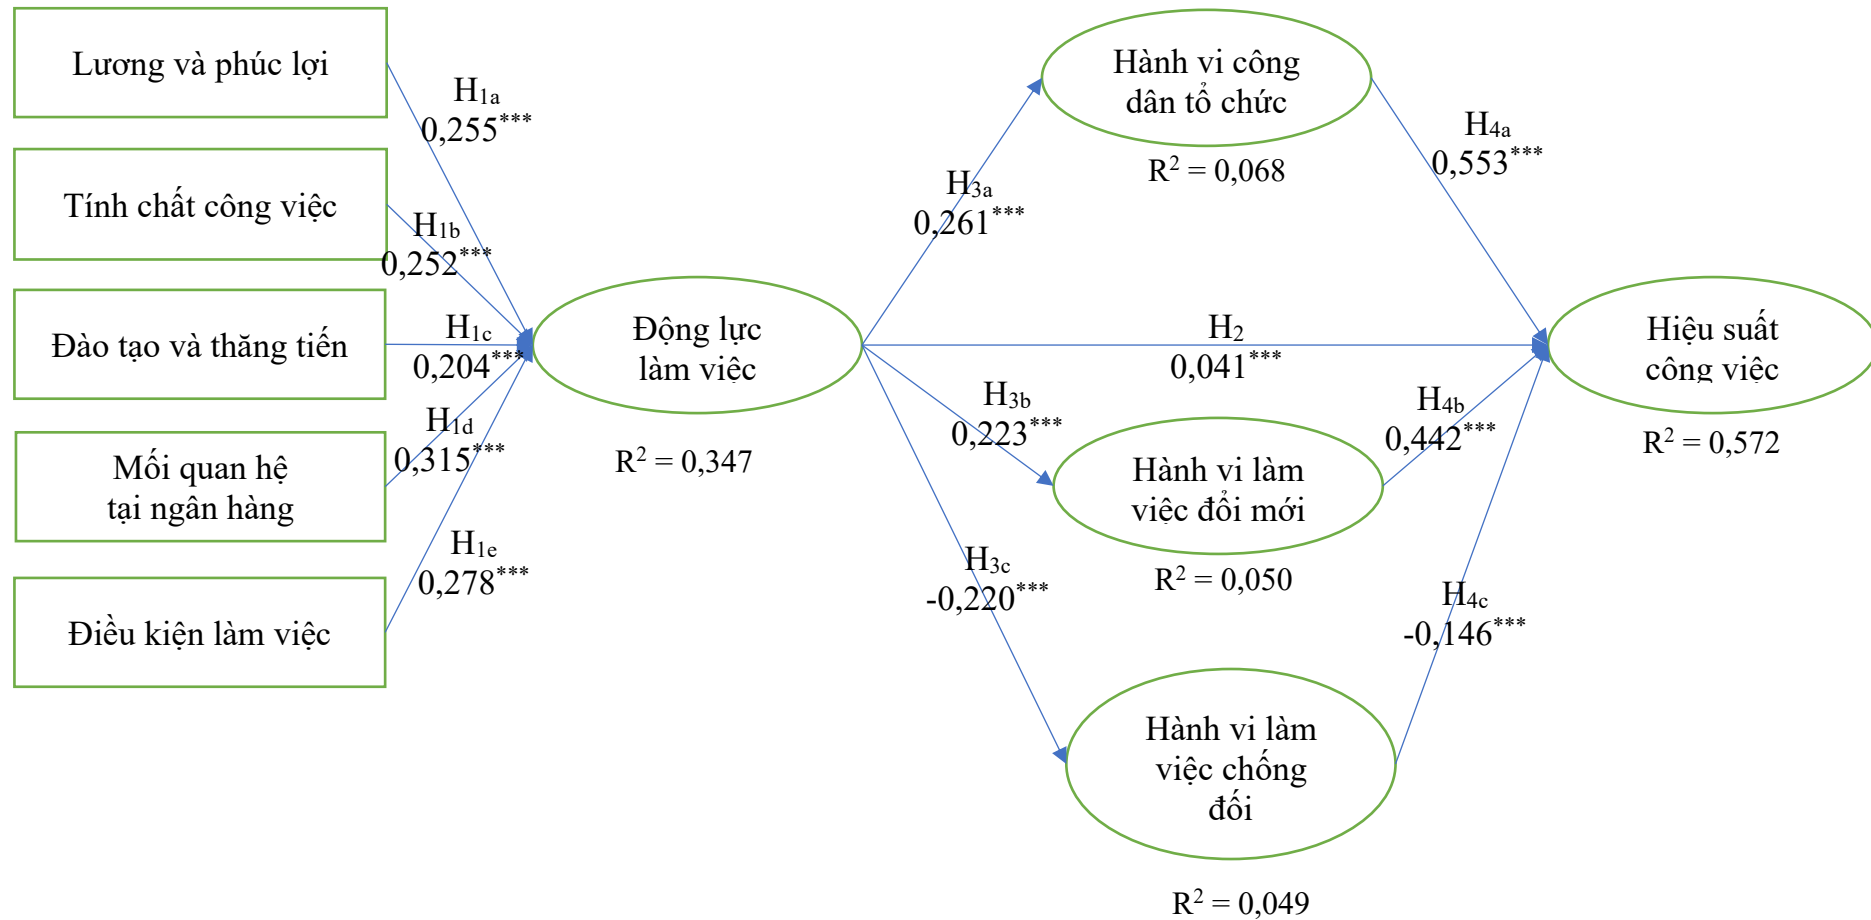 Lương và phúc lợi
Tính chất công việc
Đào tạo và thăng tiến
Mối quan hệ
tại ngân hàng
Điều kiện làm việc
H1a
0,255***
H1b
0,252***
H1c
0,204***
H1d
0,315***
H1e
0,278***
Động lực
làm việc
R² = 0,347
H3a
0,261***
H2
0,041***
H3b
0,223***
H3c
-0,220***
Hành vi công
dân tổ chức
R² = 0,068
Hành vi làm
việc đổi mới
R² = 0,050
Hành vi làm
việc chống
đối
R² = 0,049
H4a
0,553***
H4b
0,442***
H4c
-0,146***
Hiệu suất
công việc
R² = 0,572